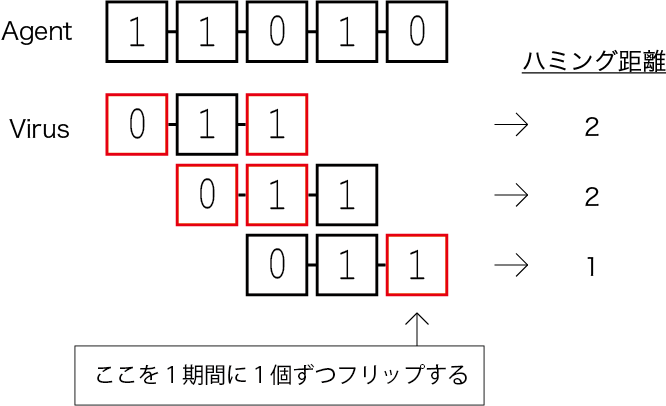 Agent 1 1 0 1 0
ハミング距離
Virus 0 1 1 → 2
0 1 1 → 2
0 1 1 → 1
ここを1期間に1個ずつフリップする